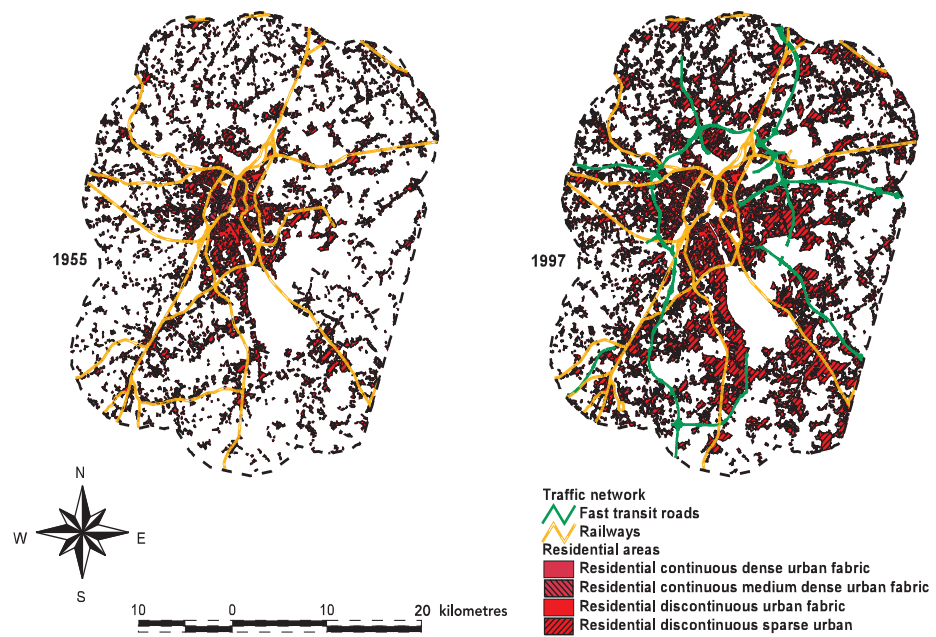 1955
1997
N
W
E
S
10 0 10 20 kilometres
Traffic network
Fast transit roads
Railways
Residential areas
Residential continuous dense urban fabric
Residential continuous medium dense urban fabric
Residential discontinuous urban fabric
Residential discontinuous sparse urban